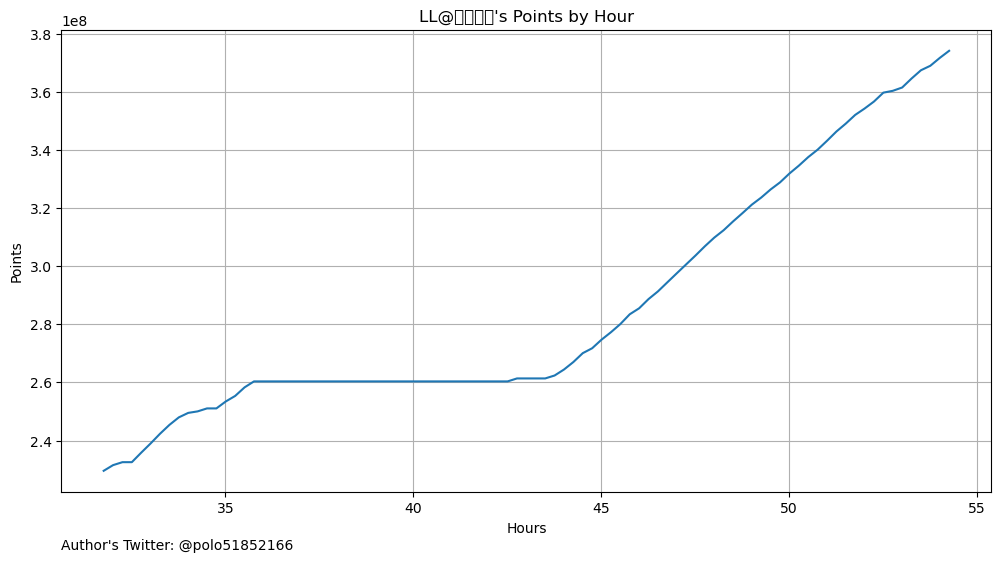 LL@□□□□'s Points by Hour
1e8
3.8
3.6
3.4
3.2
3.0
2.8
2.6
2.4
Points
35
40
45
50
55
Hours
Author's Twitter: @polo51852166